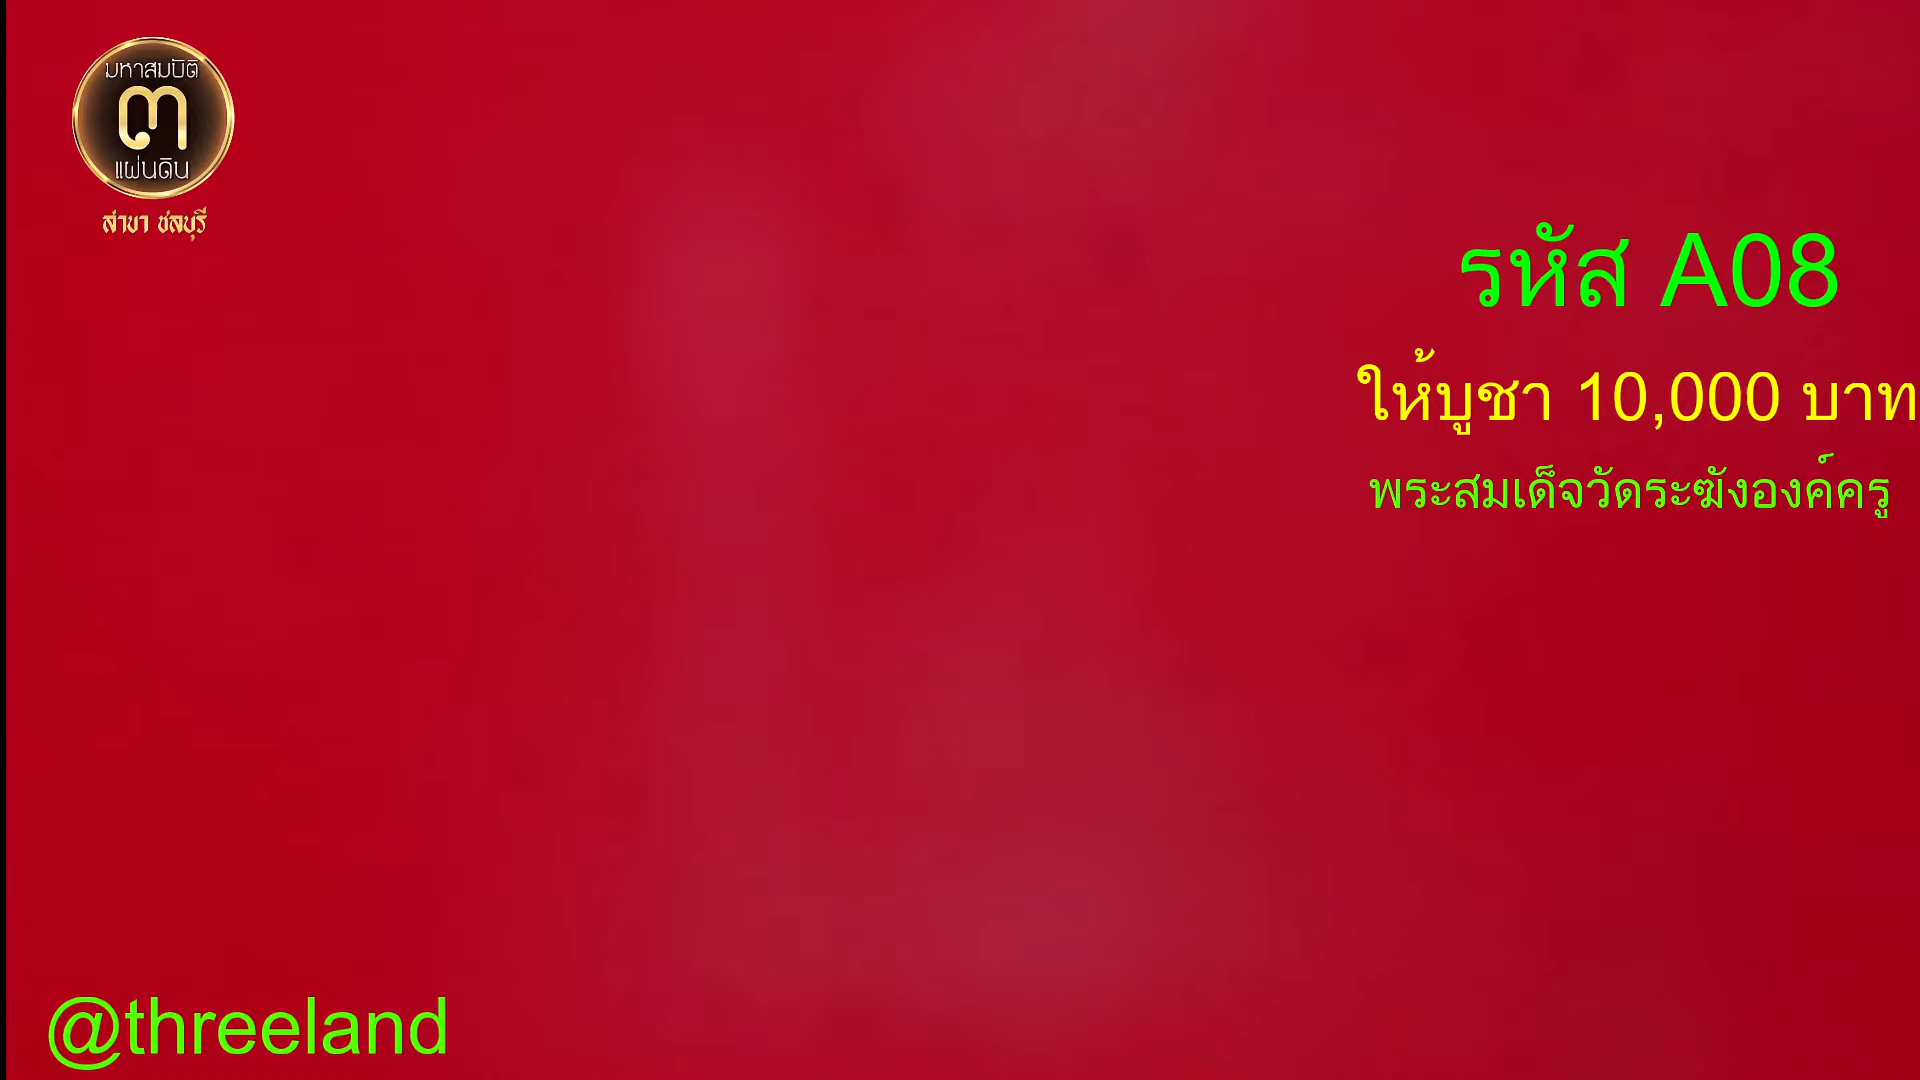 มหาสมบัติ
๓
แผ่นดิน
สาขา ชลบุรี
รหัส A08
ให้บูชา 10,000 บาท
พระสมเด็จวัดระฆังองค์ครู
@threeland